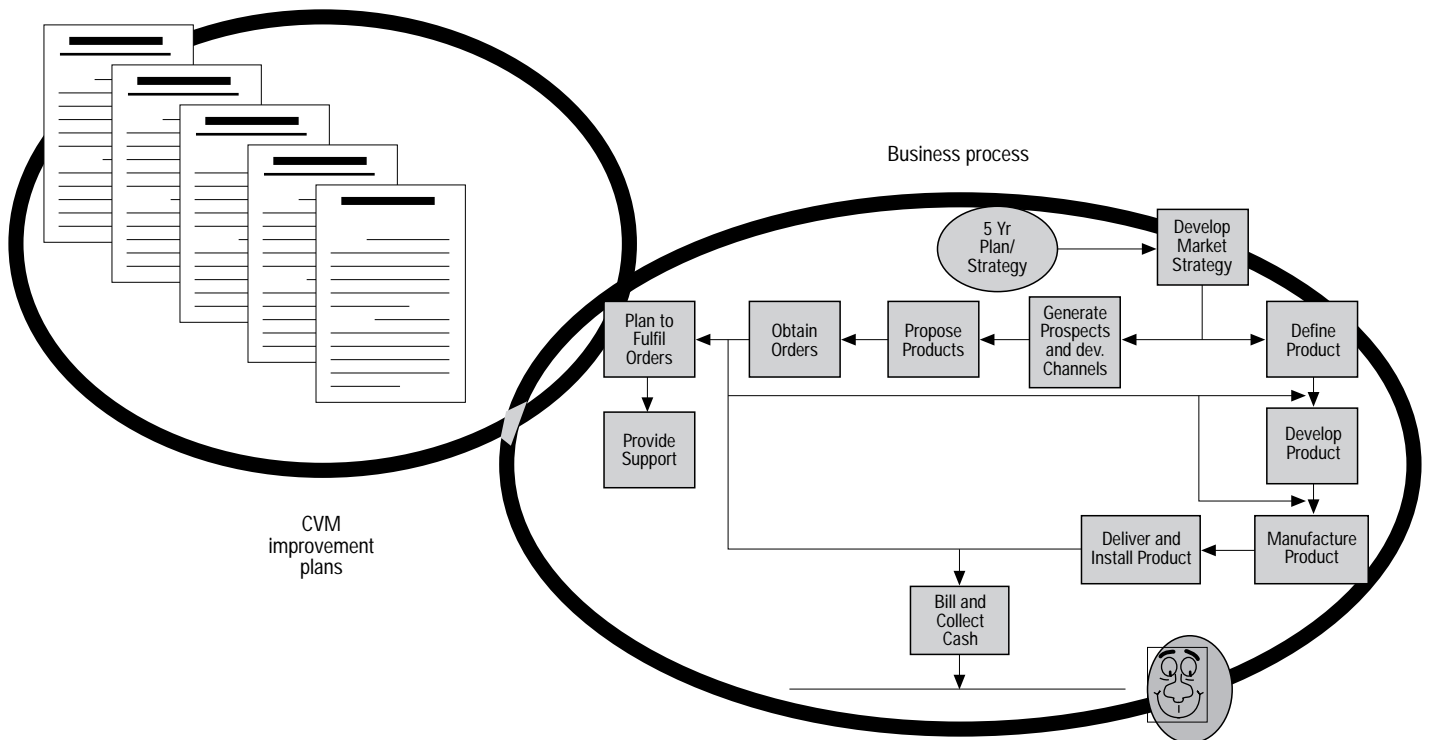 Business process
5 Yr
Plan/
Strategy
Develop
Market
Strategy
Plan to
Fulfil
Orders
Obtain
Orders
Propose
Products
Generate
Prospects
and dev.
Channels
Define
Product
Provide
Support
Develop
Product
CVM
improvement
plans
Deliver and
Install Product
Manufacture
Product
Bill and
Collect
Cash